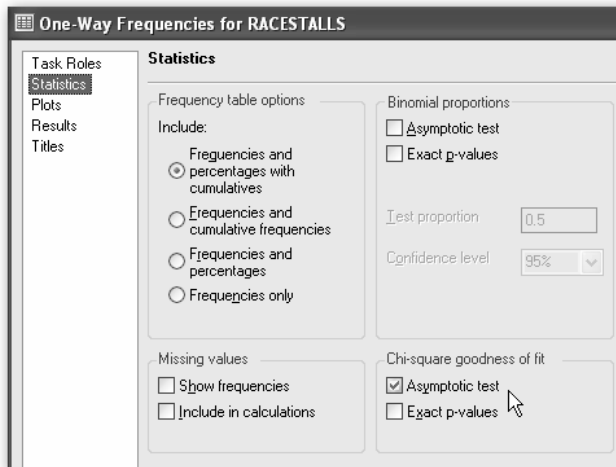 One-Way Frequencies for RACESTALLS
Task Roles
Statistics
Plots
Results
Titles
Statistics
Frequency table options
Include:
Frequencies and
percentages with
cumulatives
Frequencies and
cumulative frequencies
Frequencies and
percentages
Frequencies only
Binomial proportions
Asymptotic test
Exact p-values
Test proportion
0.5
Confidence level
95%
Missing values
Show frequencies
Include in calculations
Chi-square goodness of fit
Asymptotic test
Exact p-values